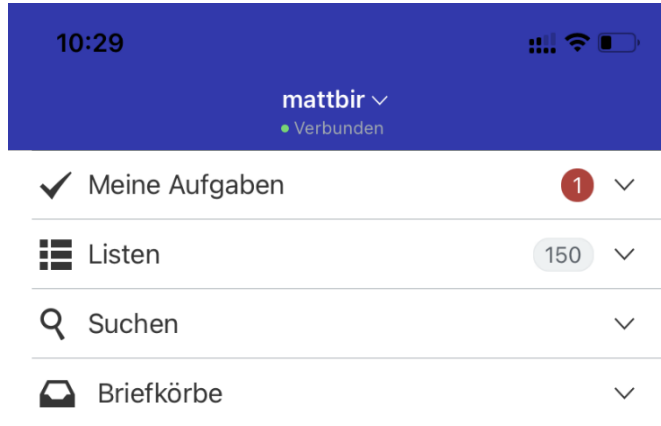 10:29
mattbir
Verbunden
Meine Aufgaben 1
Listen 150
Suchen
Briefkörbe